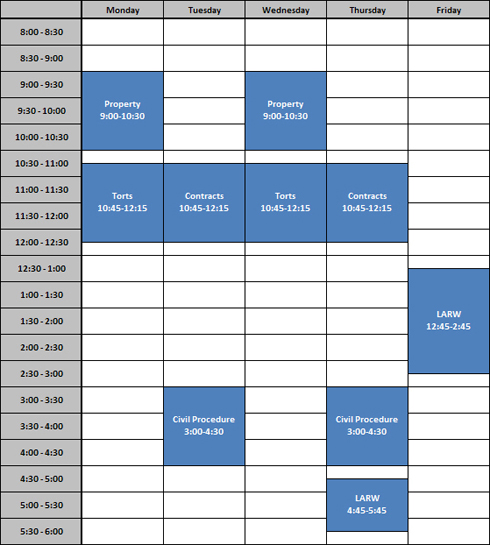 Monday Tuesday Wednesday Thursday Friday
8:00 - 8:30
8:30 - 9:00
9:00 - 9:30
Property Property
9:30 - 10:00
9:00-10:30 9:00-10:30
10:00 - 10:30
10:30 - 11:00
11:00 - 11:30
Torts Contracts Torts Contracts
10:45-12:15 10:45-12:15 10:45-12:15 10:45-12:15
11:30 - 12:00
12:00 - 12:30
12:30 - 1:00
1:00 - 1:30
LARW
1:30 - 2:00
12:45-2:45
2:00 - 2:30
2:30 - 3:00
3:00 - 3:30
Civil Procedure Civil Procedure
3:30 - 4:00
3:00-4:30 3:00-4:30
4:00 - 4:30
4:30 - 5:00
LARW
5:00 - 5:30
4:45-5:45
5:30 - 6:00